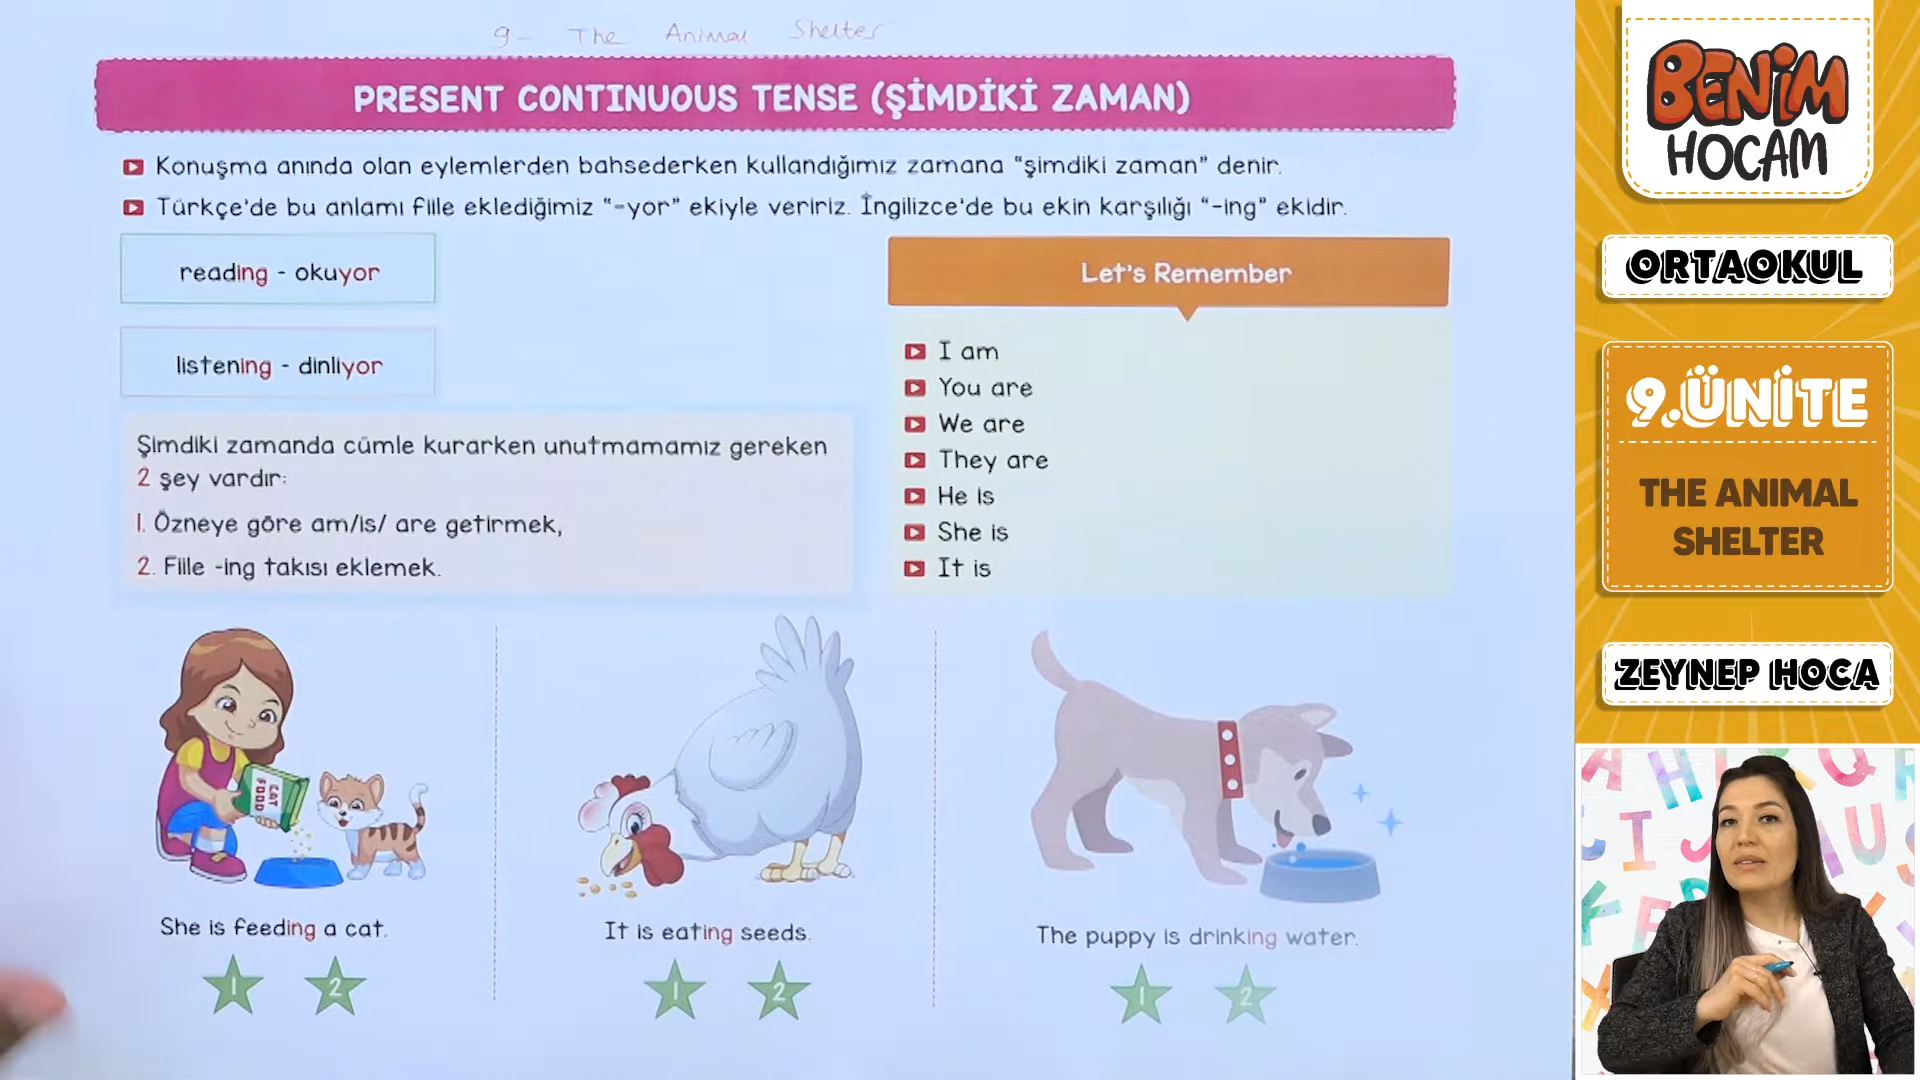 9- The Animal Shelter
PRESENT CONTINUOUS TENSE (ŞİMDİKİ ZAMAN)
Konuşma anında olan eylemlerden bahsederken kullandığımız zamana “şimdiki zaman” denir.
Türkçe'de bu anlamı fiile eklediğimiz “-yor” ekiyle veririz. İngilizce'de bu ekin karşılığı “-ing” ekidir.
reading - okuyor
listening - dinliyor
Şimdiki zamanda cümle kurarken unutmamamız gereken
2 şey vardır:
1. Özneye göre am/is/ are getirmek,
2. Fiile -ing takısı eklemek.
Let's Remember
I am
You are
We are
They are
He is
She is
It is
CAT
FOOD
She is feeding a cat.
1 2
It is eating seeds.
1 2
The puppy is drinking water.
1 2
BENİM
HOCAM
ORTAOKUL
9.ÜNİTE
THE ANIMAL
SHELTER
ZEYNEP HOCA